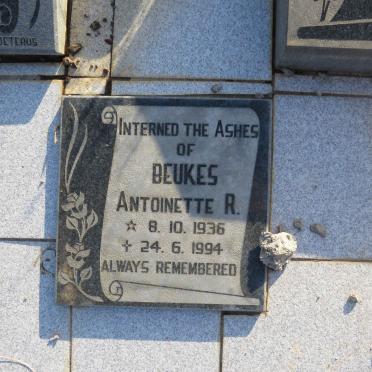 INTERNED THE ASHES
OF
BEUKES
ANTOINETTE R.
☆ 8. 10. 1936
+ 24. 6. 1994
ALWAYS REMEMBERED